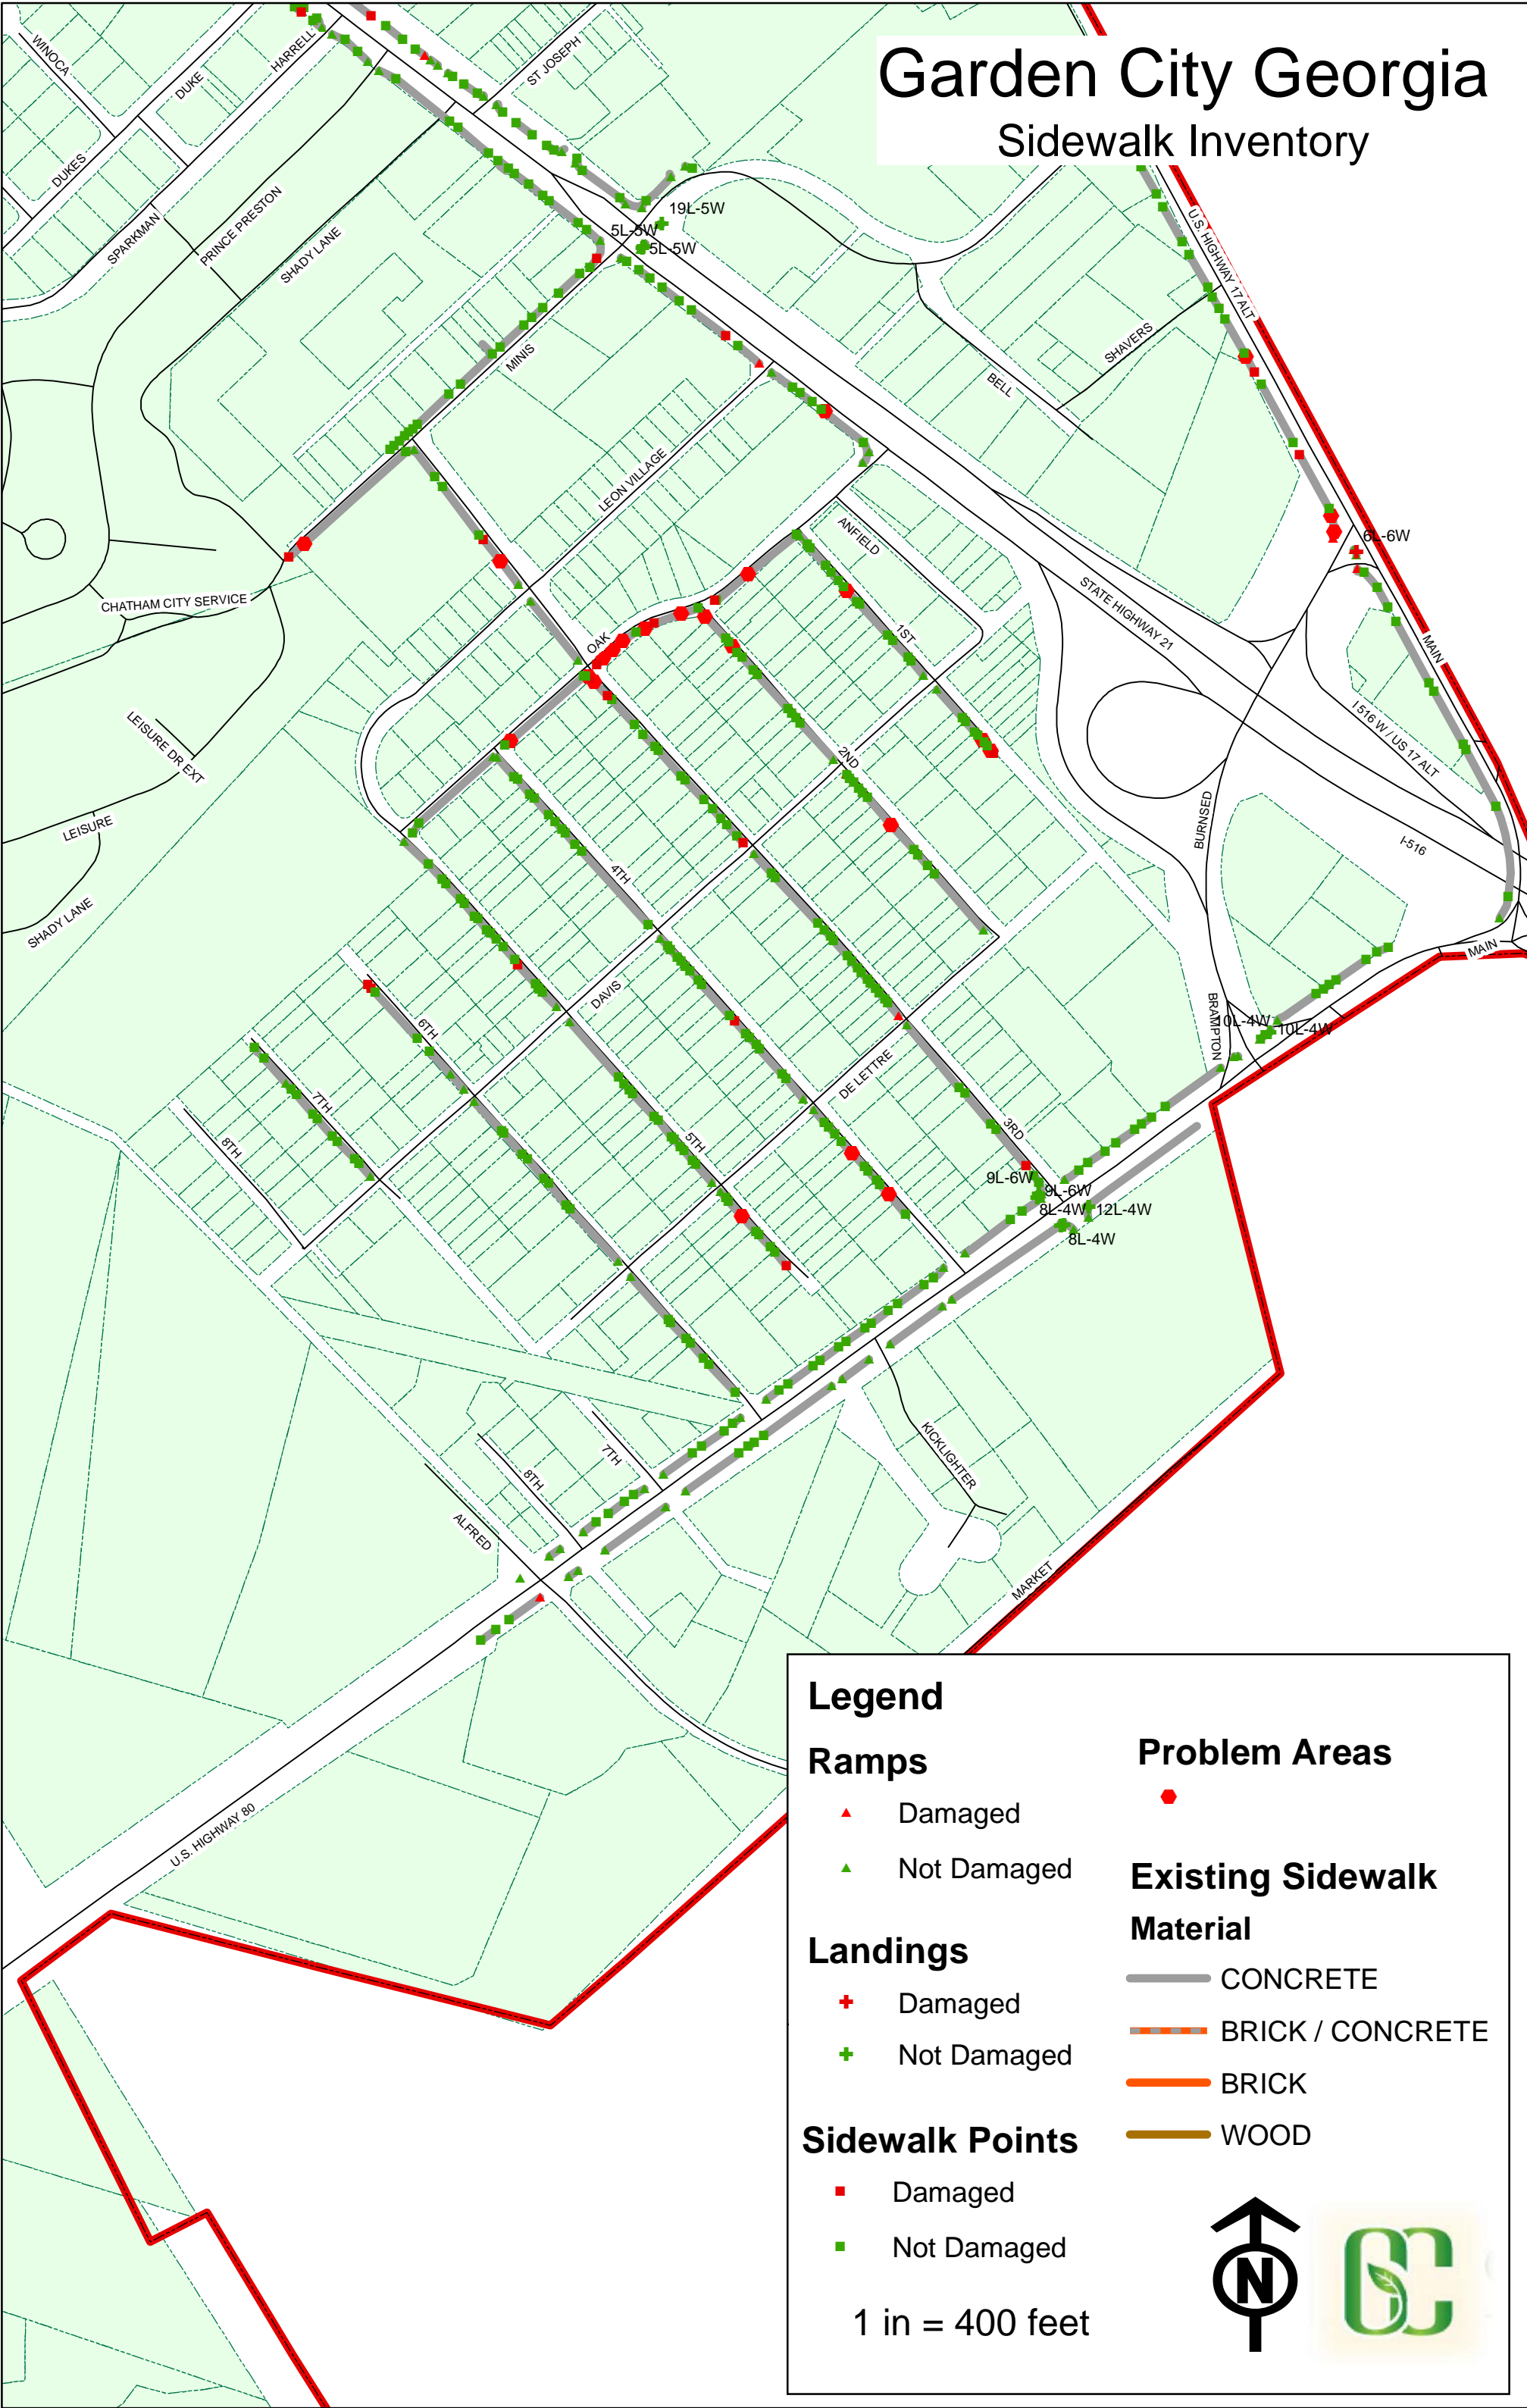 Garden City Georgia
Sidewalk Inventory
WINOCA
DUKE
HARRELL
ST JOSEPH
DUKES
SPARKMAN
PRINCE PRESTON
SHADY LANE
19L-5W
5L-5W
5L-5W
U.S. HIGHWAY 17 ALT
MINIS
SHAVERS
BELL
LEON VILLAGE
ANFIELD
6L-6W
CHATHAM CITY SERVICE
STATE HIGHWAY 21
OAK
1ST
MAIN
LEISURE DR EXT
2ND
I 516 W / US 17 ALT
LEISURE
BURNSED
I-516
4TH
SHADY LANE
MAIN
DAVIS
6TH
BRAMPTON
10L-4W
10L-4W
7TH
DE LETTRE
8TH
5TH
3RD
9L-6W
9L-6W
8L-4W
12L-4W
8L-4W
KICKLIGHTER
7TH
8TH
ALFRED
MARKET
U.S. HIGHWAY 80
Legend
Ramps
Damaged
Not Damaged
Landings
Damaged
Not Damaged
Sidewalk Points
Damaged
Not Damaged
1 in = 400 feet
Problem Areas
Existing Sidewalk
Material
CONCRETE
BRICK / CONCRETE
BRICK
WOOD
N
GC